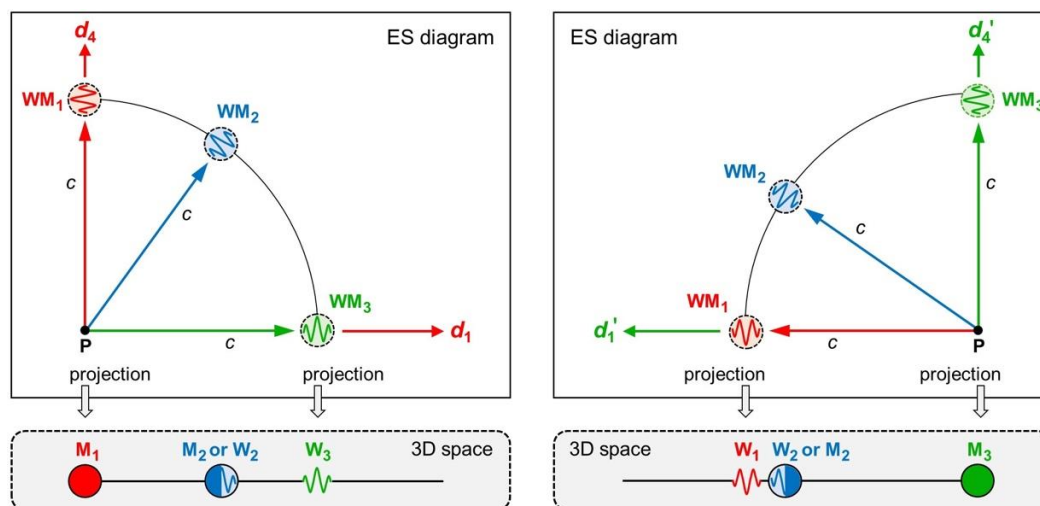 d4
ES diagram
WM1
WM2
c
c
WM3
P
c
d1
projection
projection
M1
M2 or W2
W3
3D space
ES diagram
d4'
WM3
WM2
c
c
WM1
d1'
c
P
projection
projection
3D space
W1
W2 or M2
M3